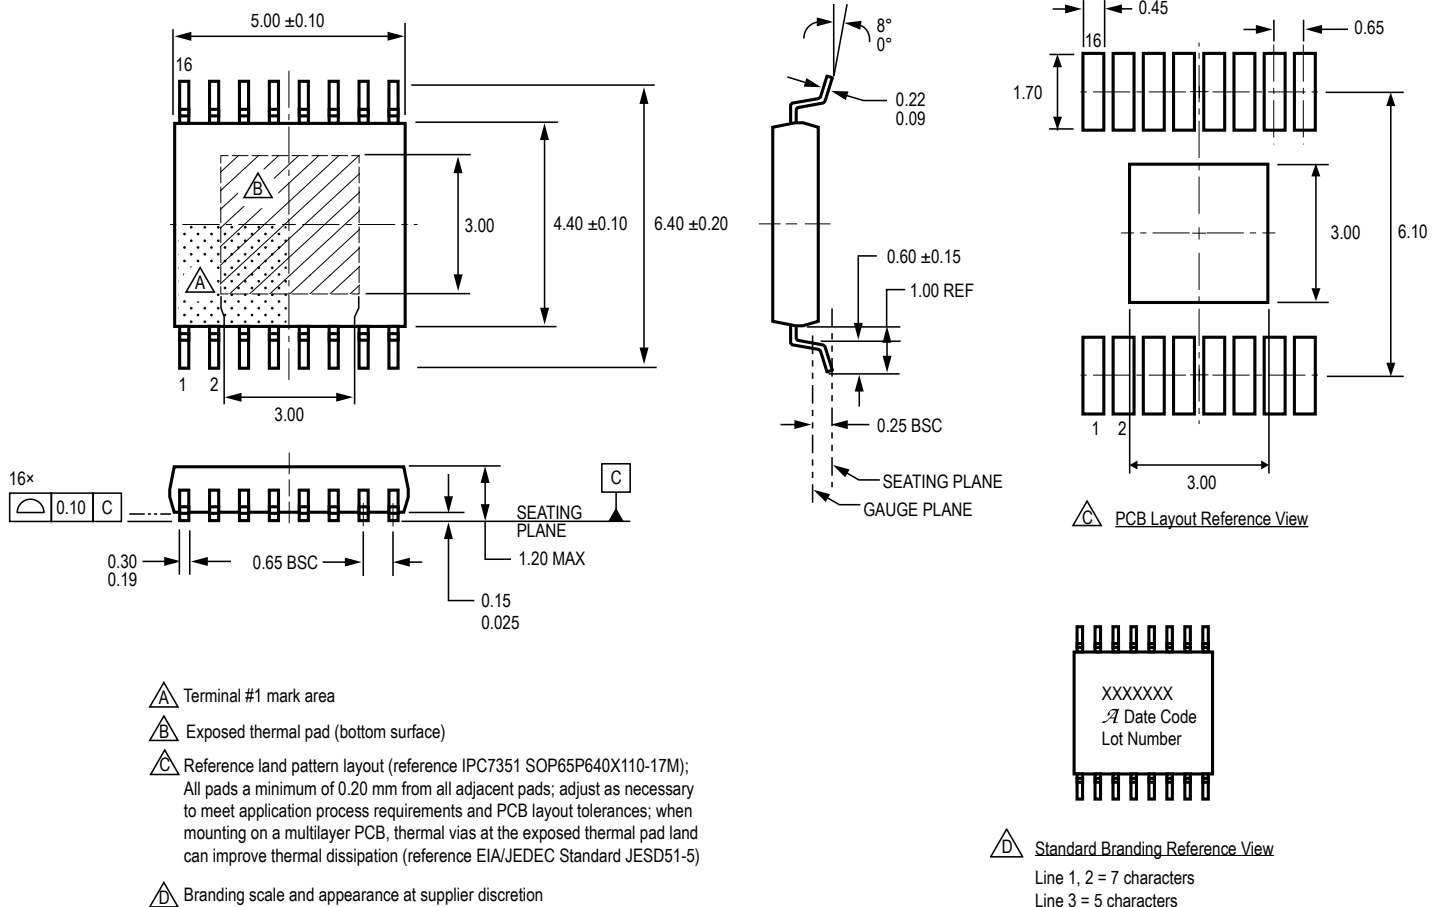 5.00 ±0.10
16
B
A
3.00
4.40 ±0.10
6.40 ±0.20
1 2
3.00
8°
0°
0.22
0.09
0.60 ±0.15
1.00 REF
0.25 BSC
SEATING PLANE
GAUGE PLANE
0.45
0.65
16
1.70
3.00
6.10
1 2
3.00
C PCB Layout Reference View
16×
0.10 C
C
SEATING
PLANE
0.30
0.19
0.65 BSC
1.20 MAX
0.15
0.025
A Terminal #1 mark area
B Exposed thermal pad (bottom surface)
C Reference land pattern layout (reference IPC7351 SOP65P640X110-17M);
All pads a minimum of 0.20 mm from all adjacent pads; adjust as necessary
to meet application process requirements and PCB layout tolerances; when
mounting on a multilayer PCB, thermal vias at the exposed thermal pad land
can improve thermal dissipation (reference EIA/JEDEC Standard JESD51-5)
D Branding scale and appearance at supplier discretion
XXXXXXX
A Date Code
Lot Number
D Standard Branding Reference View
Line 1, 2 = 7 characters
Line 3 = 5 characters